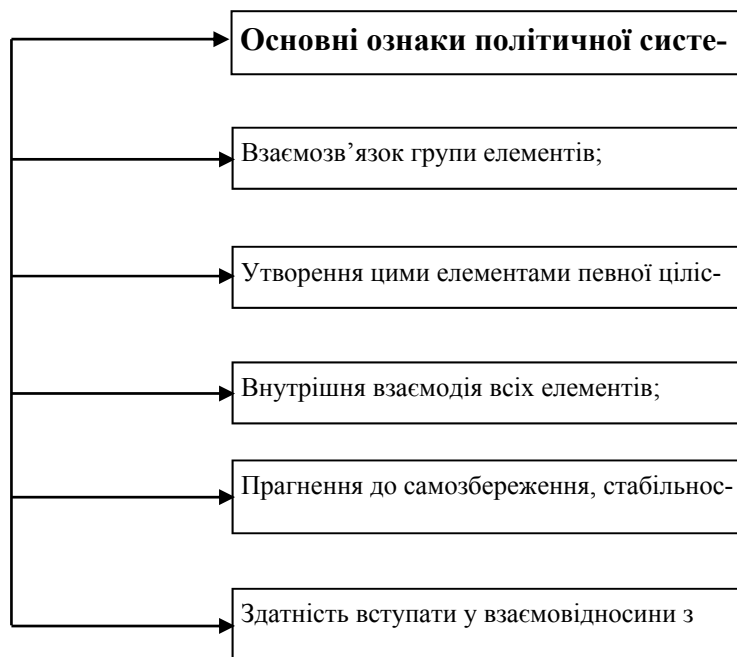 Основні ознаки політичної систе-
Взаємозв’язок групи елементів;
Утворення цими елементами певної ціліс-
Внутрішня взаємодія всіх елементів;
Прагнення до самозбереження, стабільнос-
Здатність вступати у взаємовідносини з